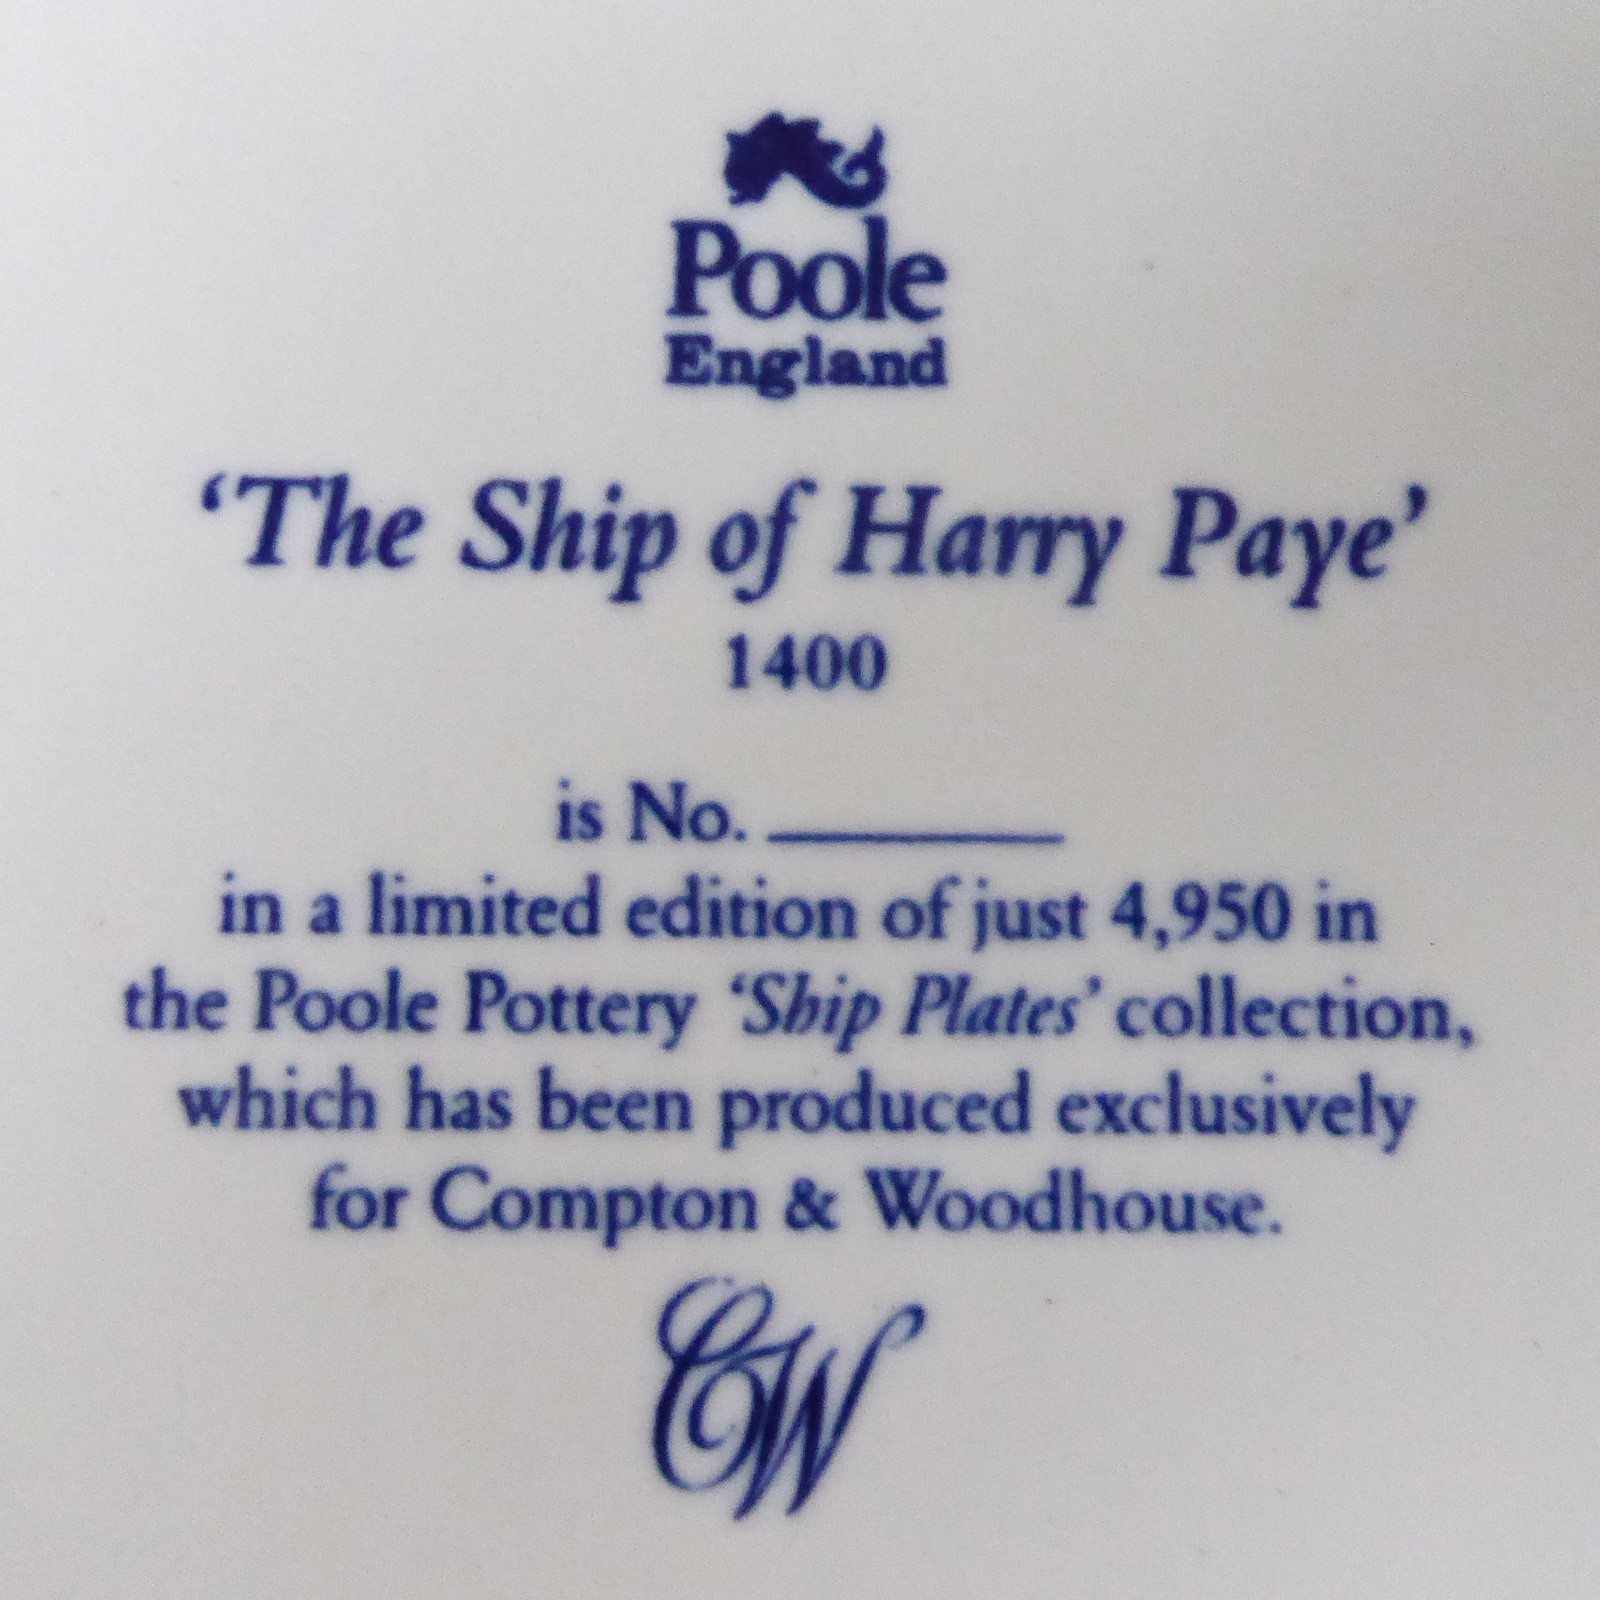 Poole
England
‘The Ship of Harry Paye’
1400
is No. ________
in a limited edition of just 4,950 in
the Poole Pottery ‘Ship Plates’ collection,
which has been produced exclusively
for Compton & Woodhouse.
CW